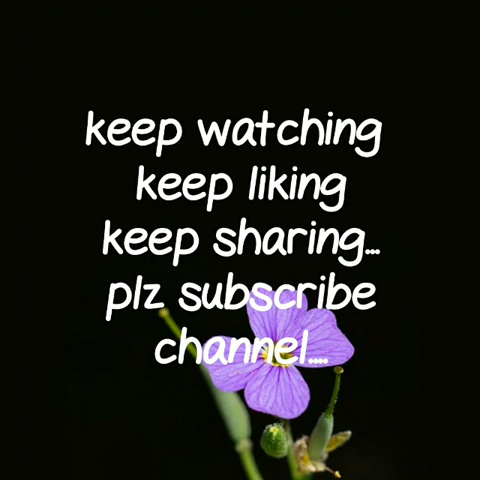 keep watching
keep liking
keep sharing...
plz subscribe
channel....